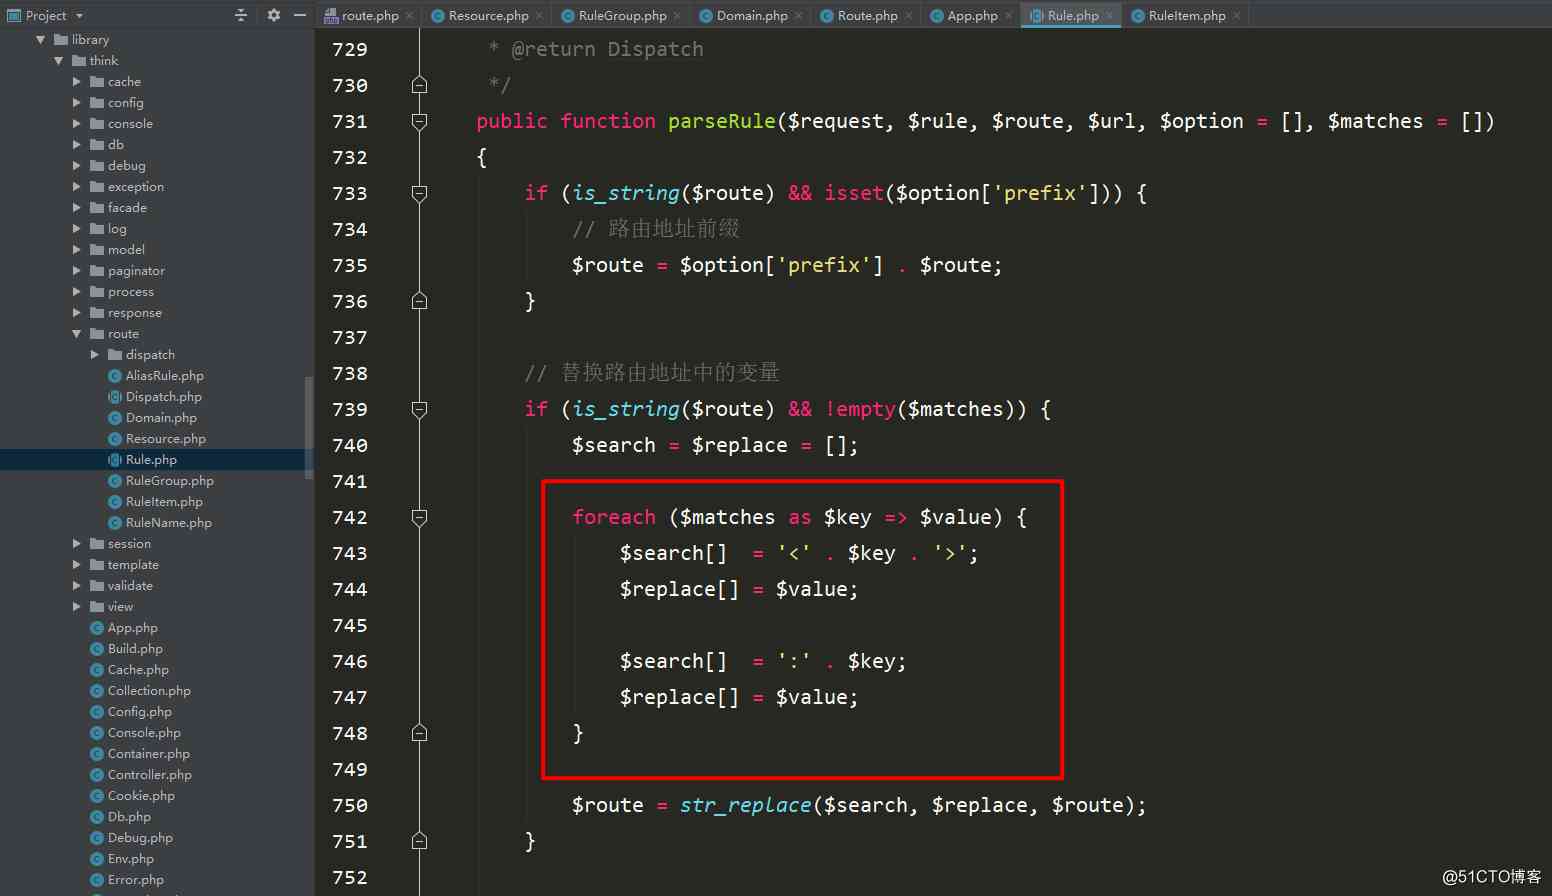 Project
route.php
Resource.php
RuleGroup.php
Domain.php
Route.php
App.php
Rule.php
RuleItem.php
library
think
cache
config
console
db
debug
exception
facade
log
model
paginator
process
response
route
dispatch
AliasRule.php
Dispatch.php
Domain.php
Resource.php
Rule.php
RuleGroup.php
RuleItem.php
RuleName.php
session
template
validate
view
App.php
Build.php
Cache.php
Collection.php
Config.php
Console.php
Container.php
Controller.php
Cookie.php
Db.php
Debug.php
Env.php
Error.php
729 * @return Dispatch
730 */
731 public function parseRule($request, $rule, $route, $url, $option = [], $matches = [])
732 {
733 if (is_string($route) && isset($option['prefix'])) {
734 // 路由地址前缀
735 $route = $option['prefix'] . $route;
736 }
737
738 // 替换路由地址中的变量
739 if (is_string($route) && !empty($matches)) {
740 $search = $replace = [];
741
742 foreach ($matches as $key => $value) {
743 $search[] = '<' . $key . '>';
744 $replace[] = $value;
745
746 $search[] = ':' . $key;
747 $replace[] = $value;
748 }
749
750 $route = str_replace($search, $replace, $route);
751 }
752
@51CTO博客